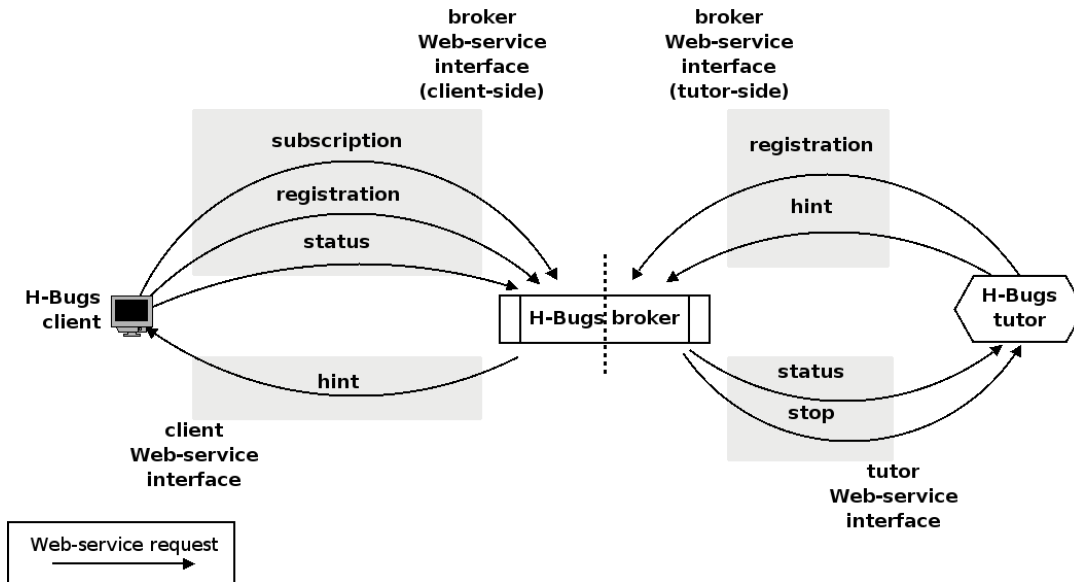 broker
Web-service
interface
(client-side)
broker
Web-service
interface
(tutor-side)
subscription
registration
status
registration
hint
H-Bugs
client
H-Bugs broker
H-Bugs
tutor
hint
status
stop
client
Web-service
interface
tutor
Web-service
interface
Web-service request